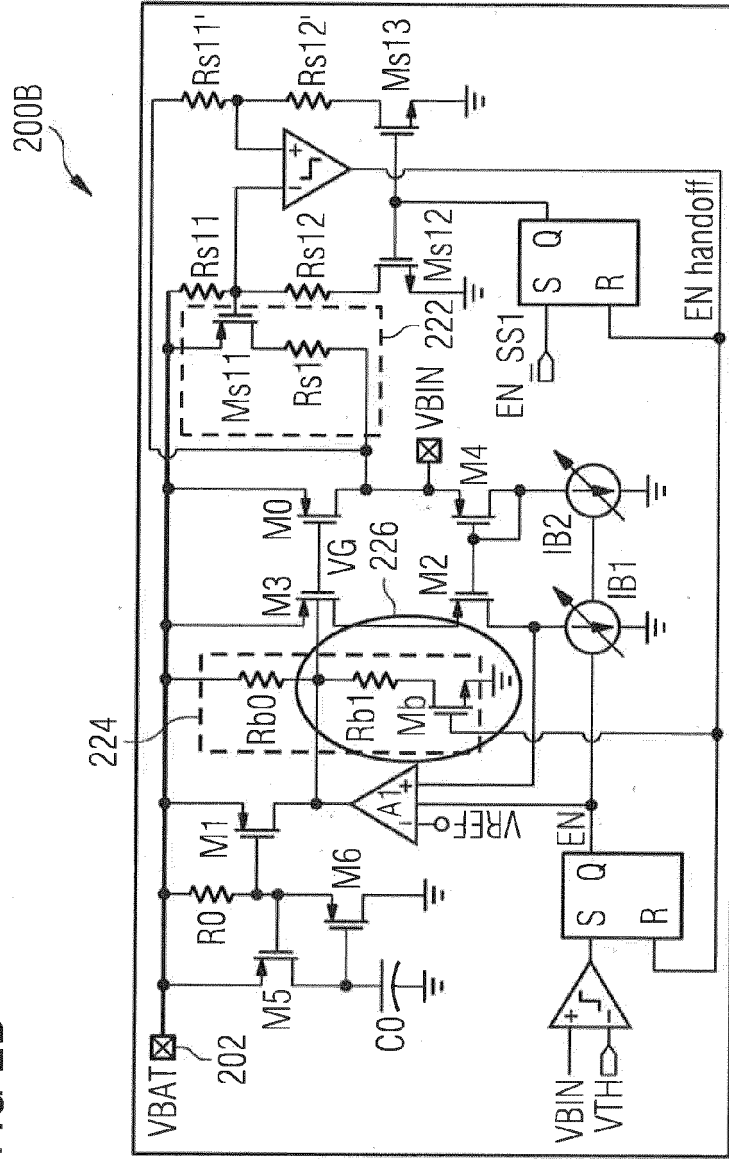 200B
VBAT
202
R0
M1
M5
M6
C0
224
Rb0
Rb1
Mb
A1
+
−
VREF
M3
M0
VG
226
M2
M4
VBIN
IB1
IB2
Ms11
Rs1
222
Rs11
Rs12
Rs11'
Rs12'
+
−
Ms12
Ms13
EN_SS1
S
Q
R
EN handoff
VBIN
VTH
+
−
S
Q
R
EN